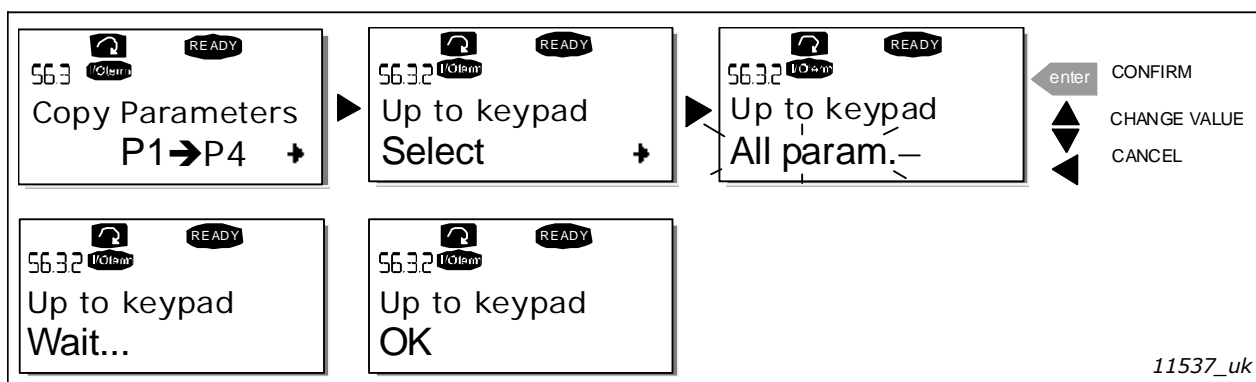 READY
S6.3 I/Oterm
Copy Parameters
P1➔P4
READY
S6.3.2 I/Oterm
Up to keypad
Select
READY
S6.3.2 I/Oterm
Up to keypad
All param.
enter CONFIRM
CHANGE VALUE
CANCEL
READY
S6.3.2 I/Oterm
Up to keypad
Wait...
READY
S6.3.2 I/Oterm
Up to keypad
OK
11537_uk